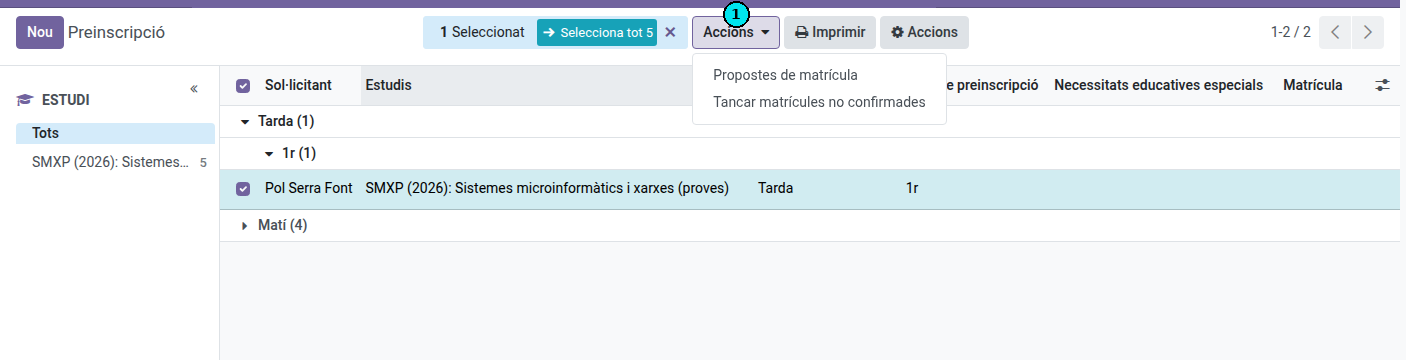 Nou Preinscripció 1 Seleccionat Selecciona tot 5 Accions Imprimir Accions 1-2 / 2
1
Propostes de matrícula
Tancar matrícules no confirmades
ESTUDI
Tots
SMXP (2026): Sistemes... 5
Sol·licitant Estudis e preinscripció Necessitats educatives especials Matrícula
Tarda (1)
1r (1)
Pol Serra Font SMXP (2026): Sistemes microinformàtics i xarxes (proves) Tarda 1r
Matí (4)